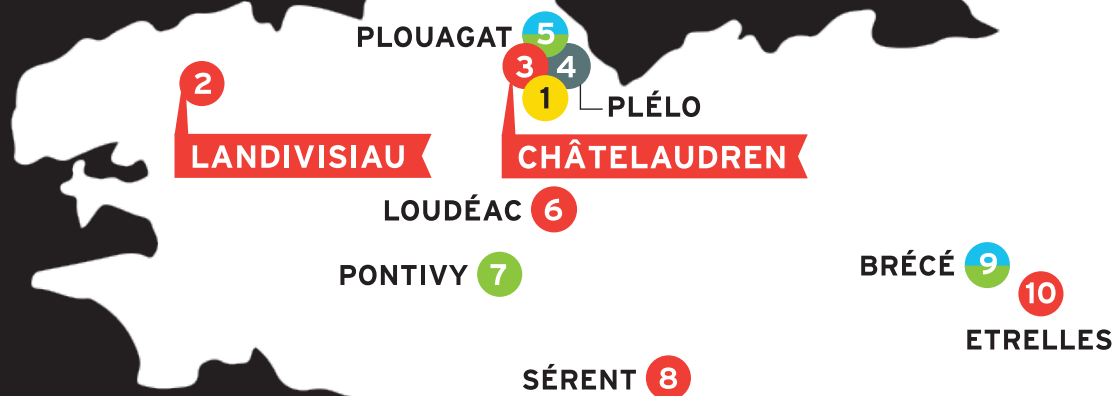 PLOUAGAT 5
2
3 4
1
PLÉLO
LANDIVISIAU
CHÂTELAUDREN
LOUDÉAC 6
PONTIVY 7
BRÉCÉ 9
10
ETRELLES
SÉRENT 8